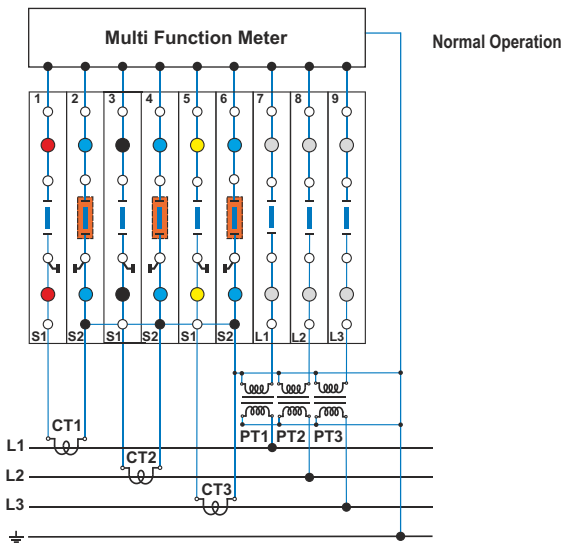 Multi Function Meter
Normal Operation
1 2 3 4 5 6 7 8 9
S1 S2 S1 S2 S1 S2 L1 L2 L3
CT1 PT1 PT2 PT3
L1
CT2
L2
CT3
L3